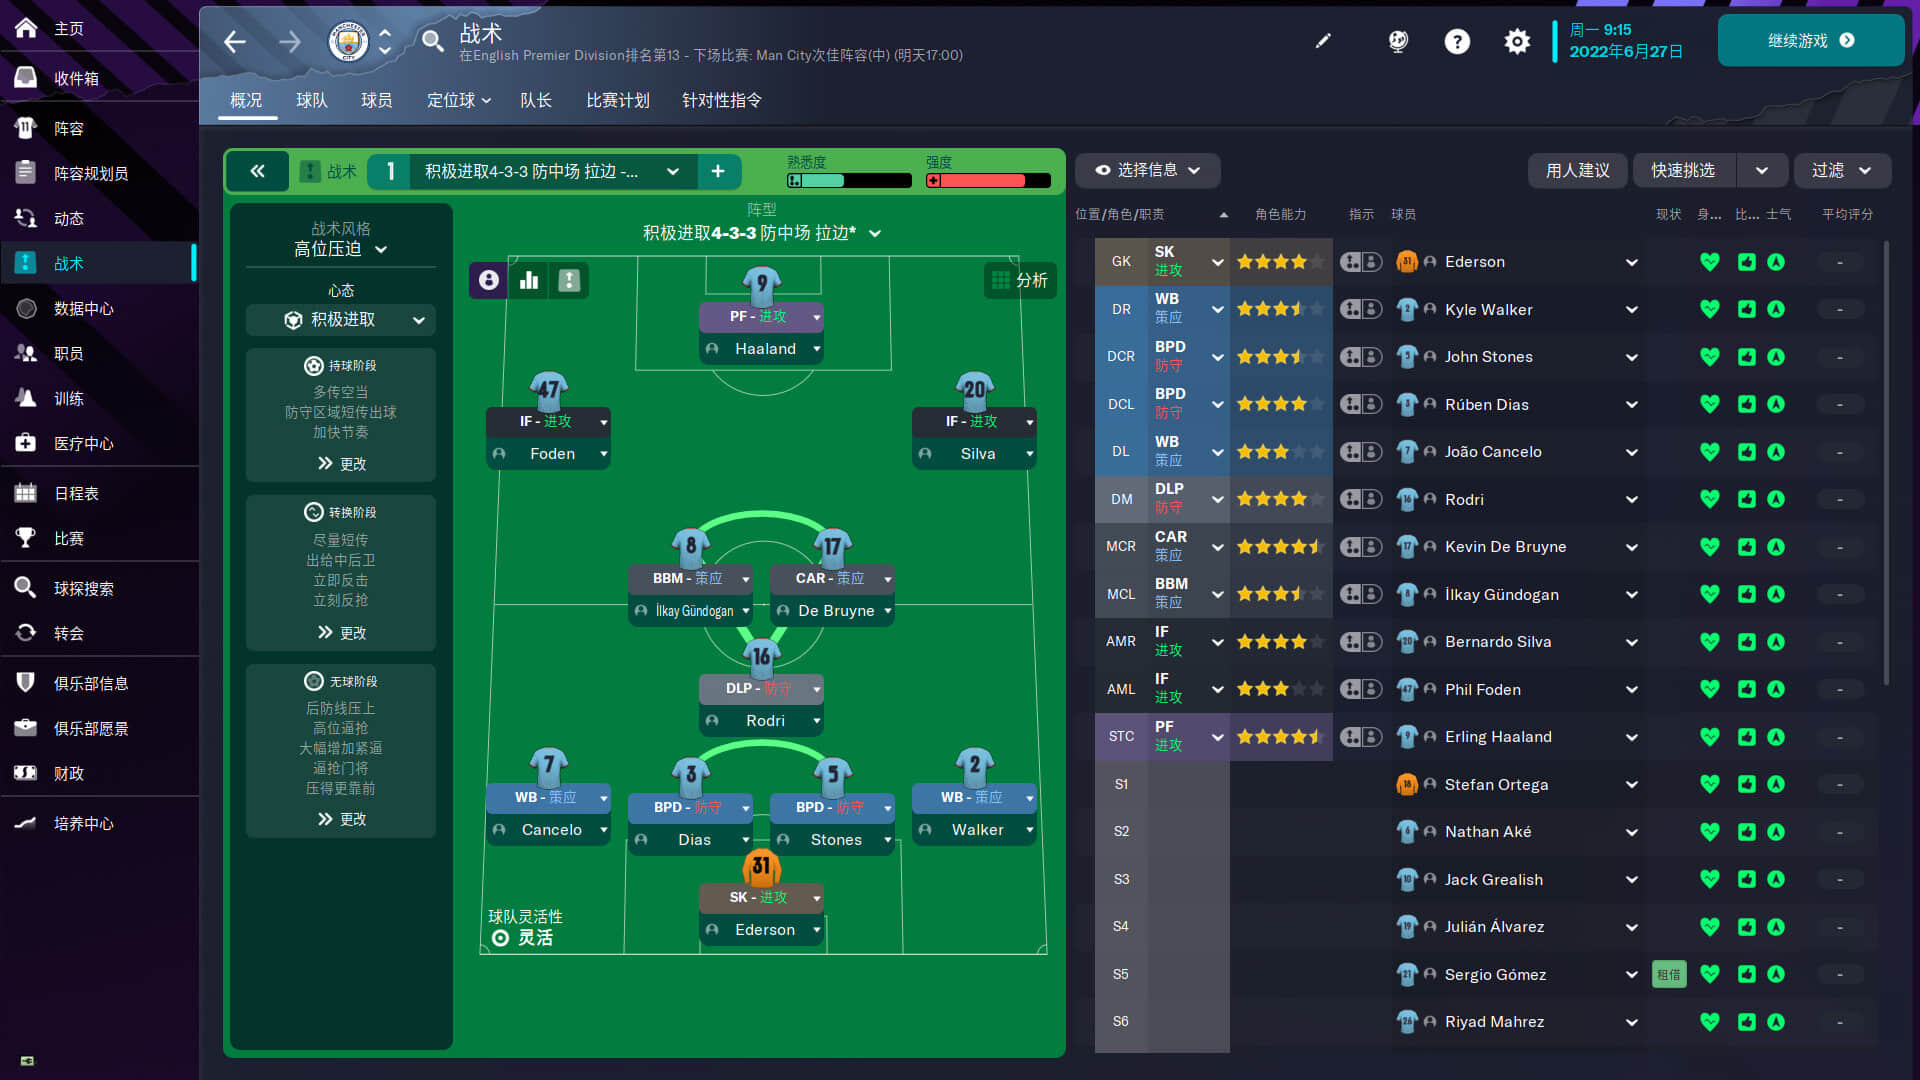 主页
收件箱
阵容
阵容规划员
动态
战术
数据中心
职员
训练
医疗中心
日程表
比赛
球探搜索
转会
俱乐部信息
俱乐部愿景
财政
培养中心
战术
在English Premier Division排名第13 - 下场比赛: Man City次佳阵容(中) (明天17:00)
周一 9:15
2022年6月27日
继续游戏
概况 球队 球员 定位球 队长 比赛计划 针对性指令
战术 1 积极进取4-3-3 防中场 拉边 -... +
熟悉度 强度
战术风格
高位压迫
心态
积极进取
持球阶段
多传空当
防守区域短传出球
加快节奏
更改
转换阶段
尽量短传
出给中后卫
立即反击
立刻反抢
更改
无球阶段
后防线压上
高位逼抢
大幅增加紧逼
逼抢门将
压得更靠前
更改
阵型
积极进取4-3-3 防中场 拉边*
分析
9
PF - 进攻
Haaland
47 20
IF - 进攻 IF - 进攻
Foden Silva
8 17
BBM - 策应 CAR - 策应
İlkay Gündogan De Bruyne
16
DLP - 防守
Rodri
7 3 5 2
WB - 策应 BPD - 防守 BPD - 防守 WB - 策应
Cancelo Dias Stones Walker
31
SK - 进攻
Ederson
球队灵活性
灵活
选择信息 用人建议 快速挑选 过滤
位置/角色/职责 角色能力 指示 球员 现状 身... 比... 士气 平均评分
GK SK 进攻 31 Ederson -
DR WB 策应 2 Kyle Walker -
DCR BPD 防守 5 John Stones -
DCL BPD 防守 3 Rúben Dias -
DL WB 策应 7 João Cancelo -
DM DLP 防守 16 Rodri -
MCR CAR 策应 17 Kevin De Bruyne -
MCL BBM 策应 8 İlkay Gündogan -
AMR IF 进攻 20 Bernardo Silva -
AML IF 进攻 47 Phil Foden -
STC PF 进攻 9 Erling Haaland -
S1 18 Stefan Ortega -
S2 6 Nathan Aké -
S3 10 Jack Grealish -
S4 19 Julián Álvarez -
S5 21 Sergio Gómez 租借 -
S6 26 Riyad Mahrez -